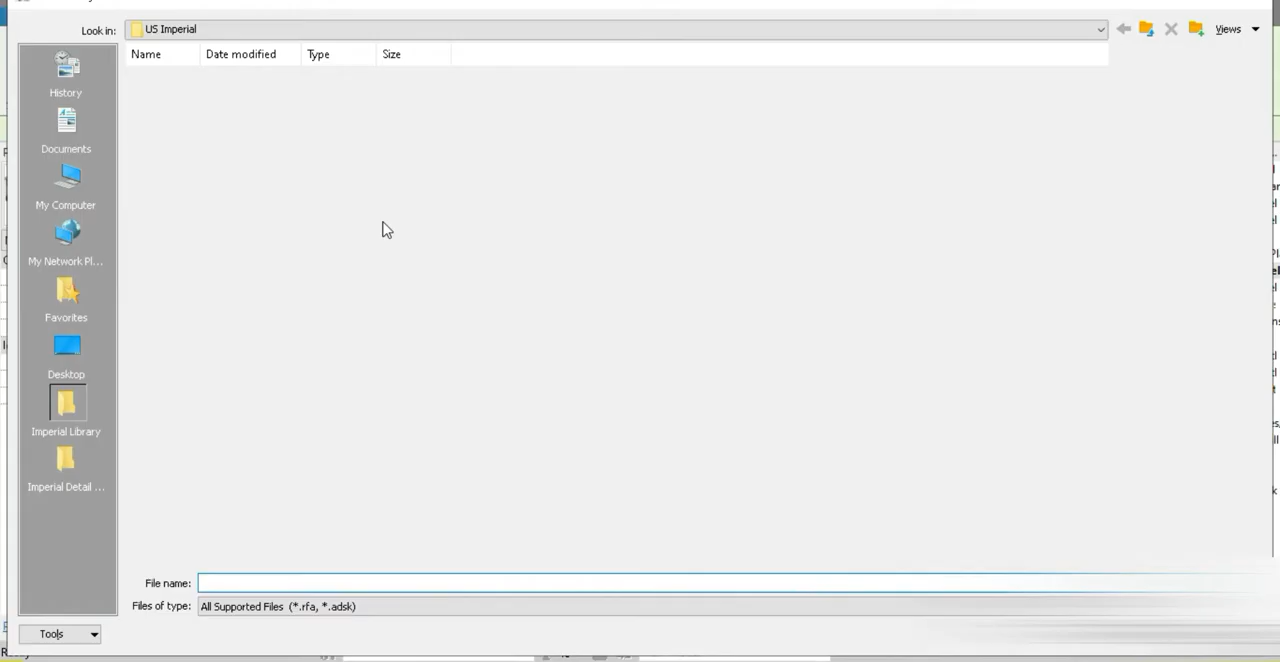 Look in: US Imperial Views
Name Date modified Type Size
History
Documents
My Computer
My Network Pl...
Favorites
Desktop
Imperial Library
Imperial Detail ...
File name:
Files of type: All Supported Files (*.rfa, *.adsk)
Tools